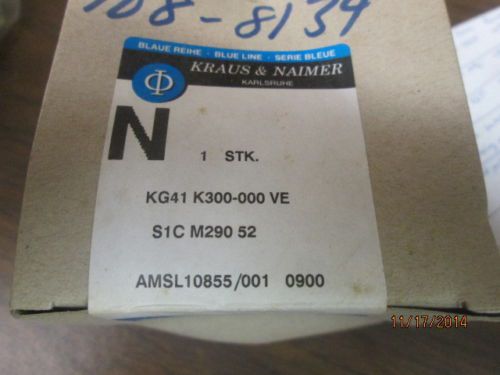 108-8134
BLAUE REIHE · BLUE LINE · SERIE BLEUE
KRAUS & NAIMER
KARLSRUHE
N
1 STK.
KG41 K300-000 VE
S1C M290 52
AMSL10855/001 0900
11/17/2014